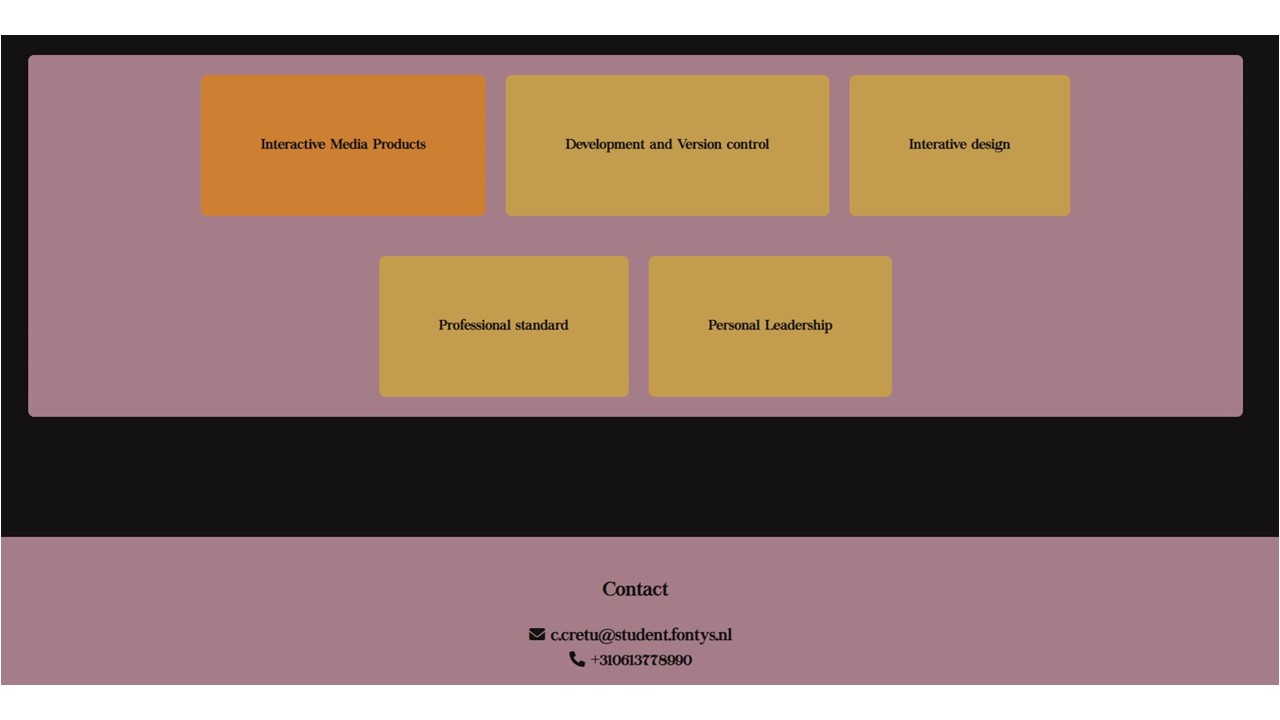 Interactive Media Products
Development and Version control
Interative design
Professional standard
Personal Leadership
Contact
c.cretu@student.fontys.nl
+310613778990